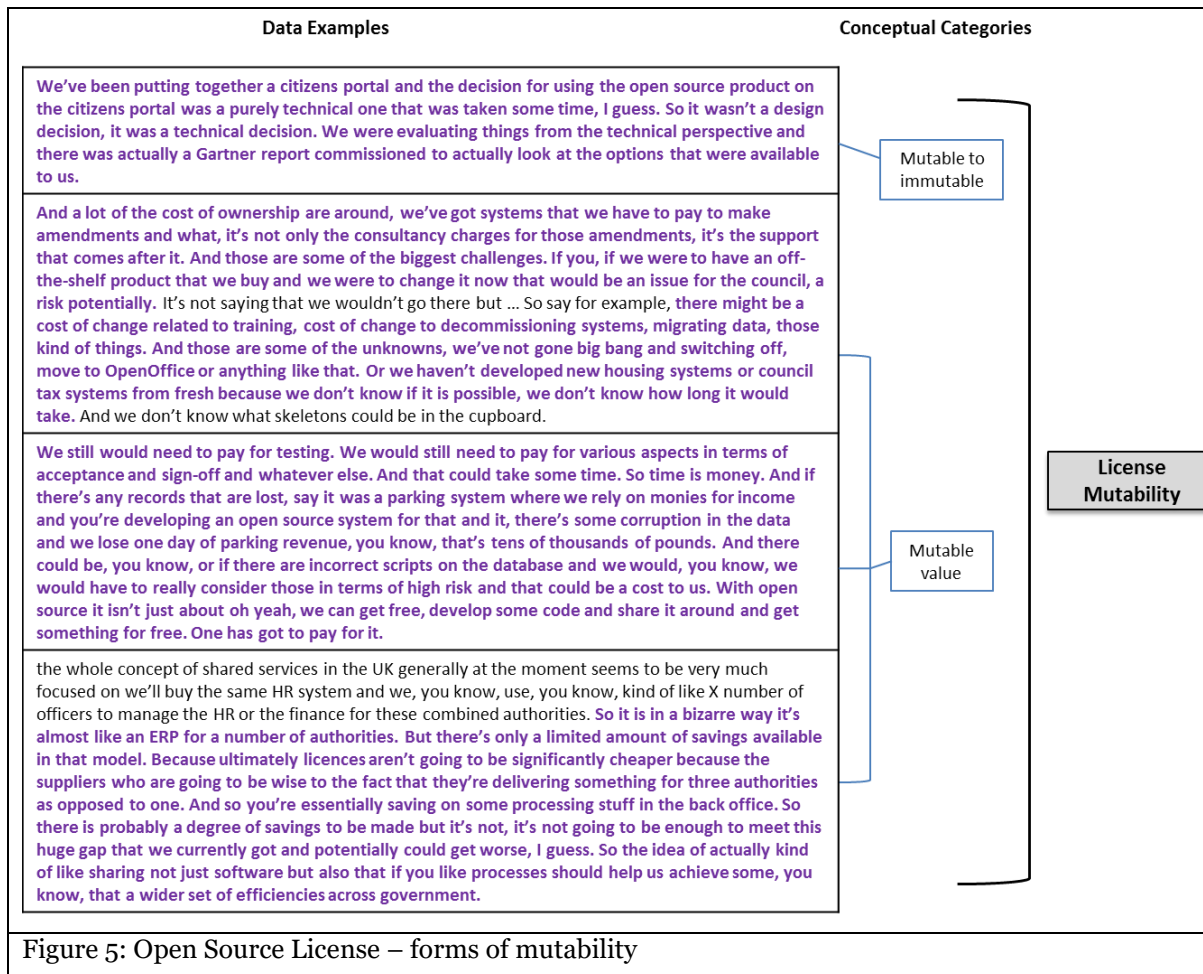 Data Examples
Conceptual Categories
We’ve been putting together a citizens portal and the decision for using the open source product on
the citizens portal was a purely technical one that was taken some time, I guess. So it wasn’t a design
decision, it was a technical decision. We were evaluating things from the technical perspective and
there was actually a Gartner report commissioned to actually look at the options that were available
to us.
Mutable to
immutable
And a lot of the cost of ownership are around, we’ve got systems that we have to pay to make
amendments and what, it’s not only the consultancy charges for those amendments, it’s the support
that comes after it. And those are some of the biggest challenges. If you, if we were to have an off-
the-shelf product that we buy and we were to change it now that would be an issue for the council, a
risk potentially. It’s not saying that we wouldn’t go there but … So say for example, there might be a
cost of change related to training, cost of change to decommissioning systems, migrating data, those
kind of things. And those are some of the unknowns, we’ve not gone big bang and switching off,
move to OpenOffice or anything like that. Or we haven’t developed new housing systems or council
tax systems from fresh because we don’t know if it is possible, we don’t know how long it would
take. And we don’t know what skeletons could be in the cupboard.
We still would need to pay for testing. We would still need to pay for various aspects in terms of
acceptance and sign-off and whatever else. And that could take some time. So time is money. And if
there’s any records that are lost, say it was a parking system where we rely on monies for income
and you’re developing an open source system for that and it, there’s some corruption in the data
and we lose one day of parking revenue, you know, that’s tens of thousands of pounds. And there
could be, you know, or if there are incorrect scripts on the database and we would, you know, we
would have to really consider those in terms of high risk and that could be a cost to us. With open
source it isn’t just about oh yeah, we can get free, develop some code and share it around and get
something for free. One has got to pay for it.
Mutable
value
License
Mutability
the whole concept of shared services in the UK generally at the moment seems to be very much
focused on we’ll buy the same HR system and we, you know, use, you know, kind of like X number of
officers to manage the HR or the finance for these combined authorities. So it is in a bizarre way it’s
almost like an ERP for a number of authorities. But there’s only a limited amount of savings available
in that model. Because ultimately licences aren’t going to be significantly cheaper because the
suppliers who are going to be wise to the fact that they’re delivering something for three authorities
as opposed to one. And so you’re essentially saving on some processing stuff in the back office. So
there is probably a degree of savings to be made but it’s not, it’s not going to be enough to meet this
huge gap that we currently got and potentially could get worse, I guess. So the idea of actually kind
of like sharing not just software but also that if you like processes should help us achieve some, you
know, that a wider set of efficiencies across government.
Figure 5: Open Source License – forms of mutability